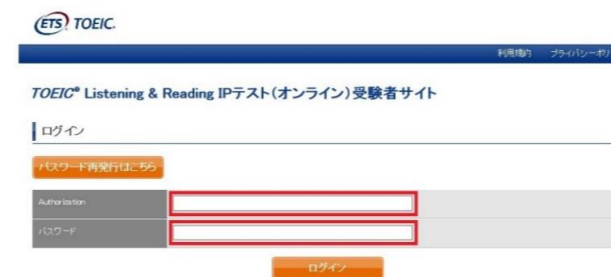 ETS TOEIC.
利用規約 プライバシーポリ
TOEIC® Listening & Reading IPテスト(オンライン)受験者サイト
ログイン
パスワード再発行はこちら
Authorization
パスワード
ログイン